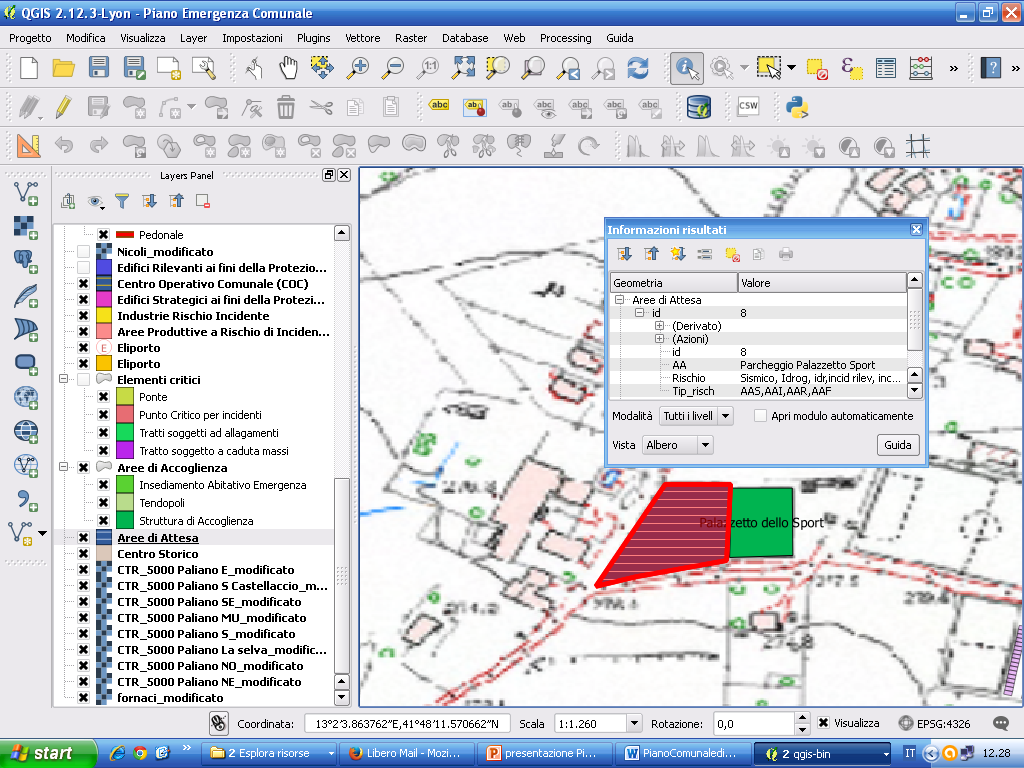 QGIS 2.12.3-Lyon - Piano Emergenza Comunale
Progetto Modifica Visualizza Layer Impostazioni Plugins Vettore Raster Database Web Processing Guida
Layers Panel
Pedonale
Nicoli_modificato
Edifici Rilevanti ai fini della Protezio...
Centro Operativo Comunale (COC)
Edifici Strategici ai fini della Protezi...
Industrie Rischio Incidente
Aree Produttive a Rischio di Inciden...
E Eliporto
Eliporto
Elementi critici
Ponte
Punto Critico per incidenti
Tratti soggetti ad allagamenti
Tratto soggetto a caduta massi
Aree di Accoglienza
Insediamento Abitativo Emergenza
Tendopoli
Struttura di Accoglienza
Aree di Attesa
Centro Storico
CTR_5000 Paliano E_modificato
CTR_5000 Paliano S Castellaccio_m...
CTR_5000 Paliano SE_modificato
CTR_5000 Paliano MU_modificato
CTR_5000 Paliano S_modificato
CTR_5000 Paliano La selva_modific...
CTR_5000 Paliano NO_modificato
CTR_5000 Paliano NE_modificato
fornaci_modificato
Informazioni risultati
Geometria Valore
Aree di Attesa
id 8
(Derivato)
(Azioni)
id 8
AA Parcheggio Palazzetto Sport
Rischio Sismico, Idrog, idr,incid rilev, inc...
Tip_risch AAS,AAI,AAR,AAF
Modalità Tutti i livell Apri modulo automaticamente
Vista Albero Guida
Palazzetto dello Sport
277.5
Coordinata: 13°2′3.863762″E,41°48′11.570662″N Scala 1:1.260 Rotazione: 0,0 Visualizza EPSG:4326
start 2 Esplora risorse Libero Mail - Mozi... presentazione Pi... PianoComunaledi... 2 qgis-bin IT 12.28